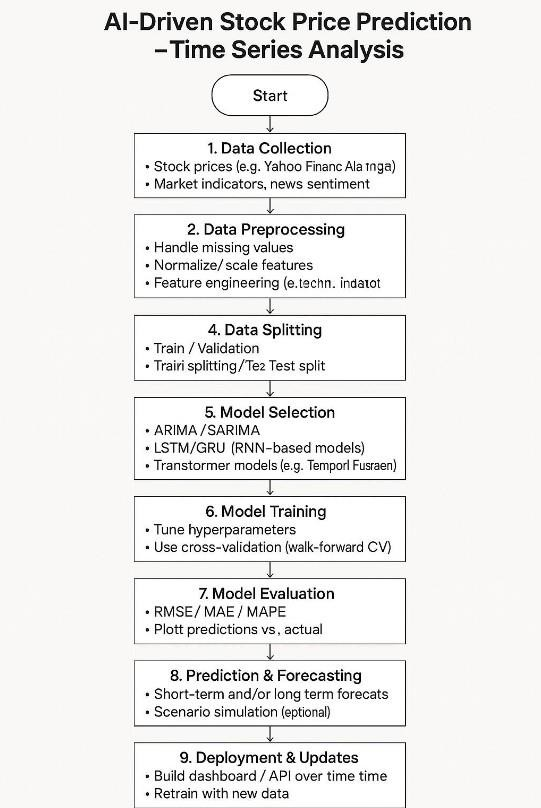 AI-Driven Stock Price Prediction
–Time Series Analysis
Start
1. Data Collection
• Stock prices (e.g. Yahoo Financ Ala
• Market indicators, news sentiment
2. Data Preprocessing
• Handle missing values
• Normalize/scale features
• Feature engineering (e.techn. indatot
4. Data Splitting
• Train / Validation
• Trairi splitting/Te2 Test split
5. Model Selection
• ARIMA/SARIMA
• LSTM/GRU (RNN-based models)
• Transtormer models (e.g. Temporl Fusraen)
6. Model Training
• Tune hyperparameters
• Use cross-validation (walk-forward CV)
7. Model Evaluation
• RMSE/ MAE / MAPE
• Plott predictions vs, actual
8. Prediction & Forecasting
• Short-term and/or long term forecats
• Scenario simulation (eptional)
9. Deployment & Updates
• Build dashboard / API over time time
• Retrain with new data